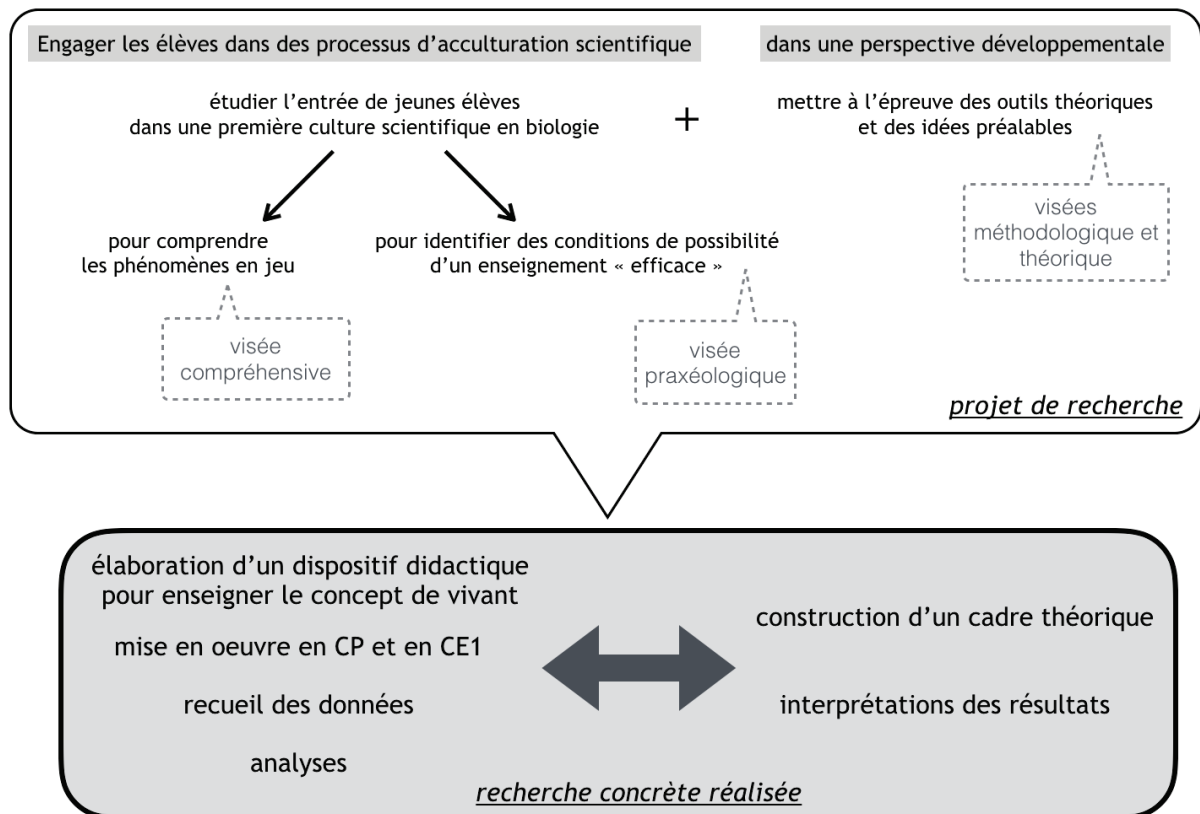 Engager les élèves dans des processus d'acculturation scientifique
dans une perspective développementale
étudier l'entrée de jeunes élèves
dans une première culture scientifique en biologie
+
mettre à l'épreuve des outils théoriques
et des idées préalables
visées
méthodologique et
théorique
pour comprendre
les phénomènes en jeu
pour identifier des conditions de possibilité
d'un enseignement « efficace »
visée
compréhensive
visée
praxéologique
projet de recherche
élaboration d'un dispositif didactique
pour enseigner le concept de vivant
mise en oeuvre en CP et en CE1
recueil des données
analyses
construction d'un cadre théorique
interprétations des résultats
recherche concrète réalisée